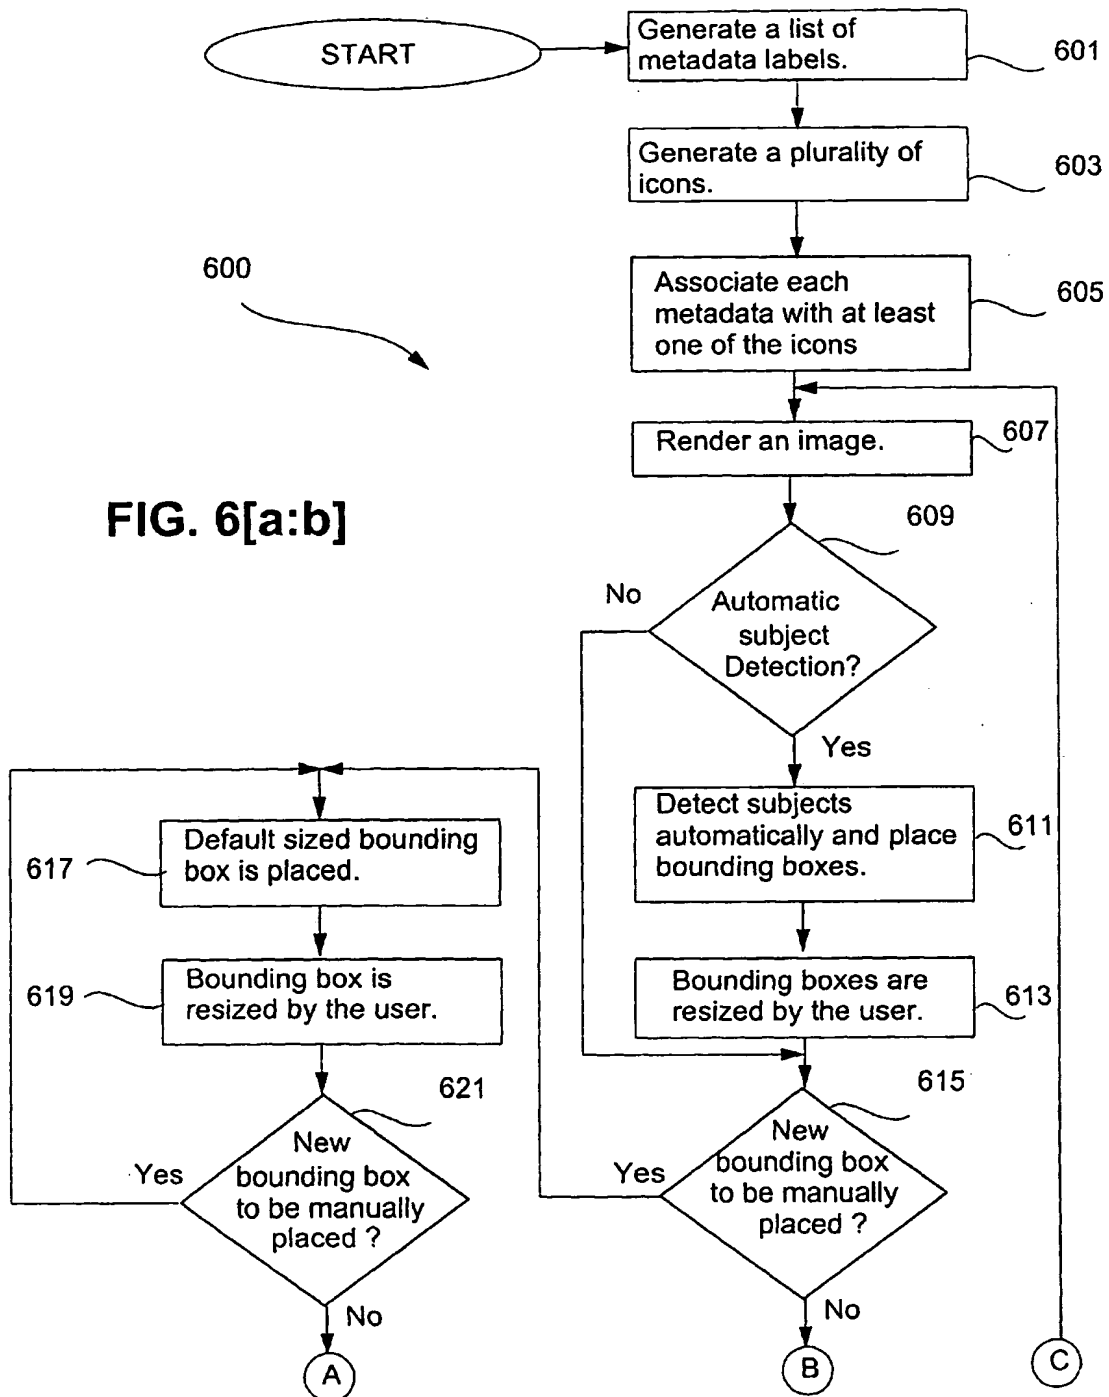 START
Generate a list of
metadata labels.
601
Generate a plurality of
icons.
603
600
Associate each
metadata with at least
one of the icons
605
Render an image.
607
FIG. 6[a:b]
609
No
Automatic
subject
Detection?
Yes
Detect subjects
automatically and place
bounding boxes.
611
Bounding boxes are
resized by the user.
613
615
New
bounding box
to be manually
placed ?
Yes
No
617
Default sized bounding
box is placed.
619
Bounding box is
resized by the user.
621
New
bounding box
to be manually
placed ?
Yes
No
A
B
C